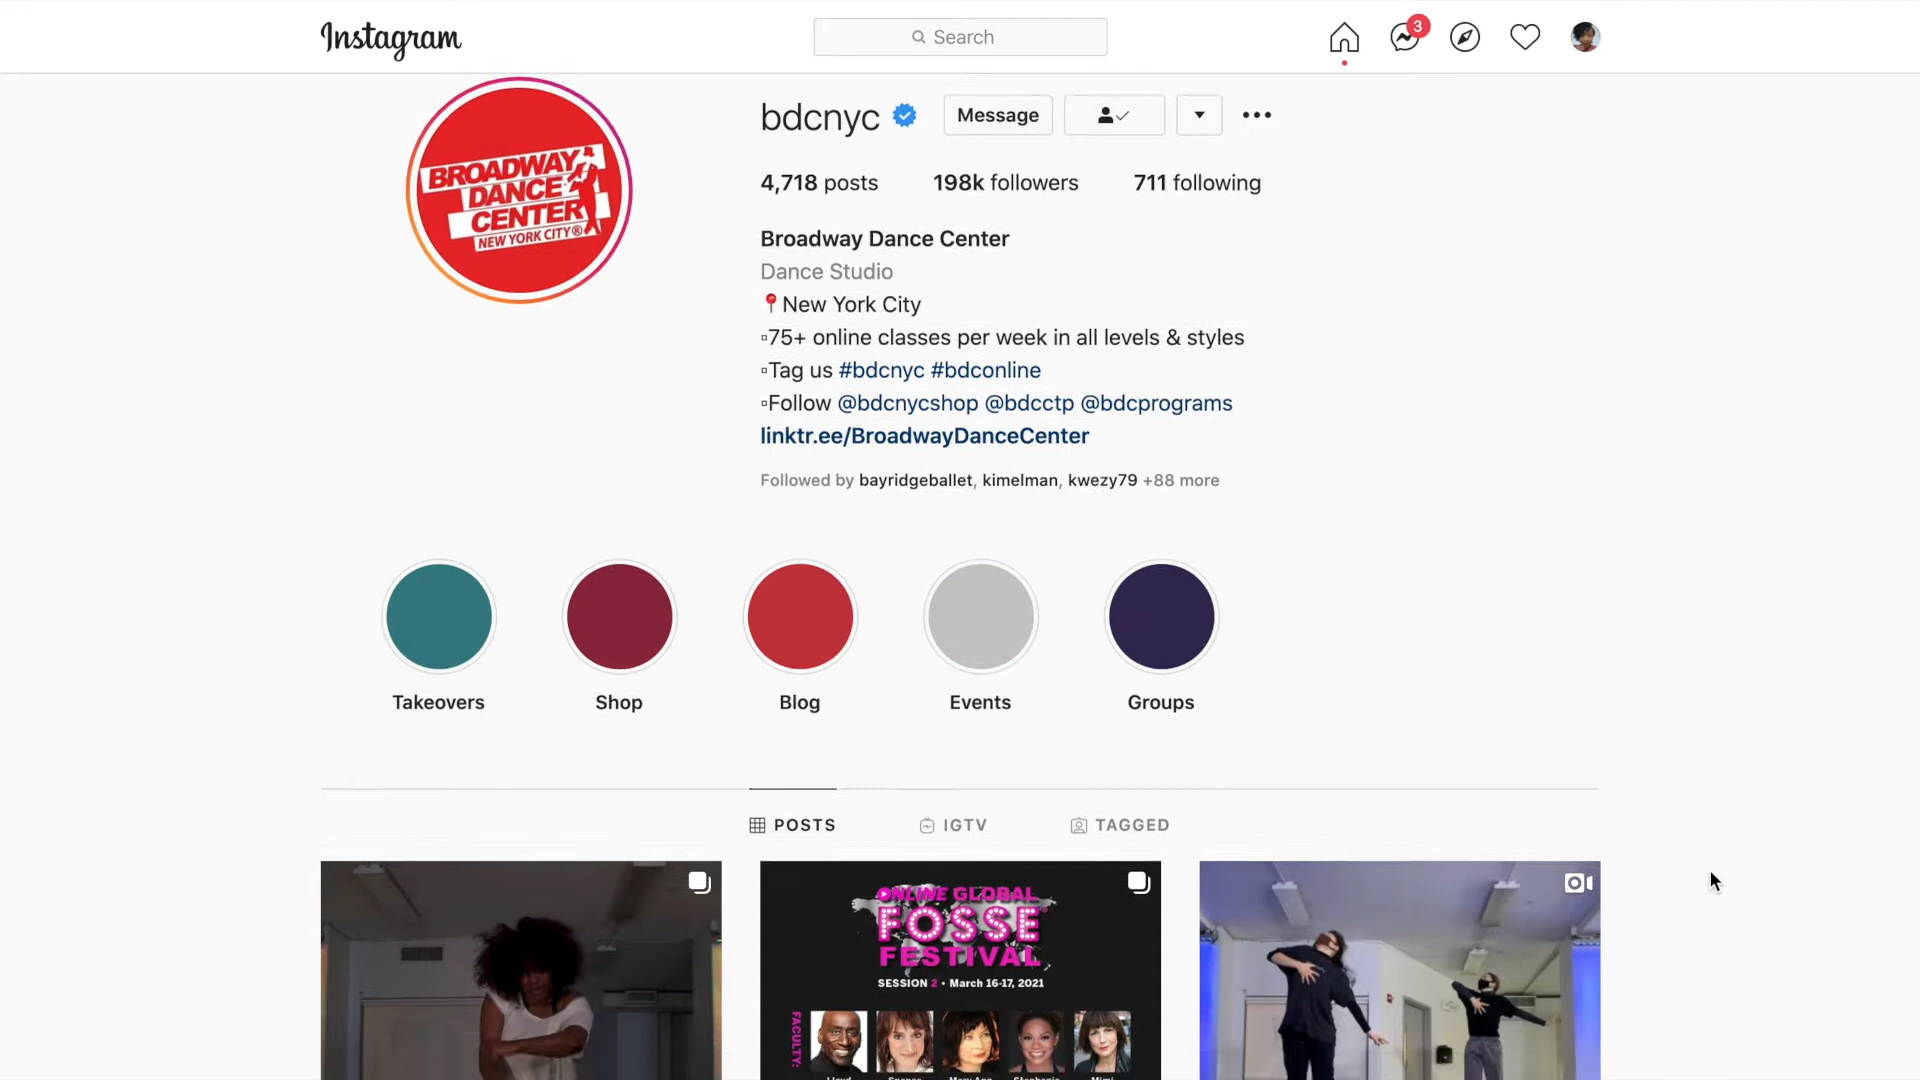 Instagram
Search
3
BROADWAY
DANCE
CENTER
NEW YORK CITY®
bdcnyc
Message
4,718 posts 198k followers 711 following
Broadway Dance Center
Dance Studio
📍New York City
▫️75+ online classes per week in all levels & styles
▫️Tag us #bdcnyc #bdconline
▫️Follow @bdcnycshop @bdcctp @bdcprograms
linktr.ee/BroadwayDanceCenter
Followed by bayridgeballet, kimelman, kwezy79 +88 more
Takeovers Shop Blog Events Groups
POSTS IGTV TAGGED
ONLINE GLOBAL
FOSSE
FESTIVAL
SESSION 2 • March 16-17, 2021
FACULTY: